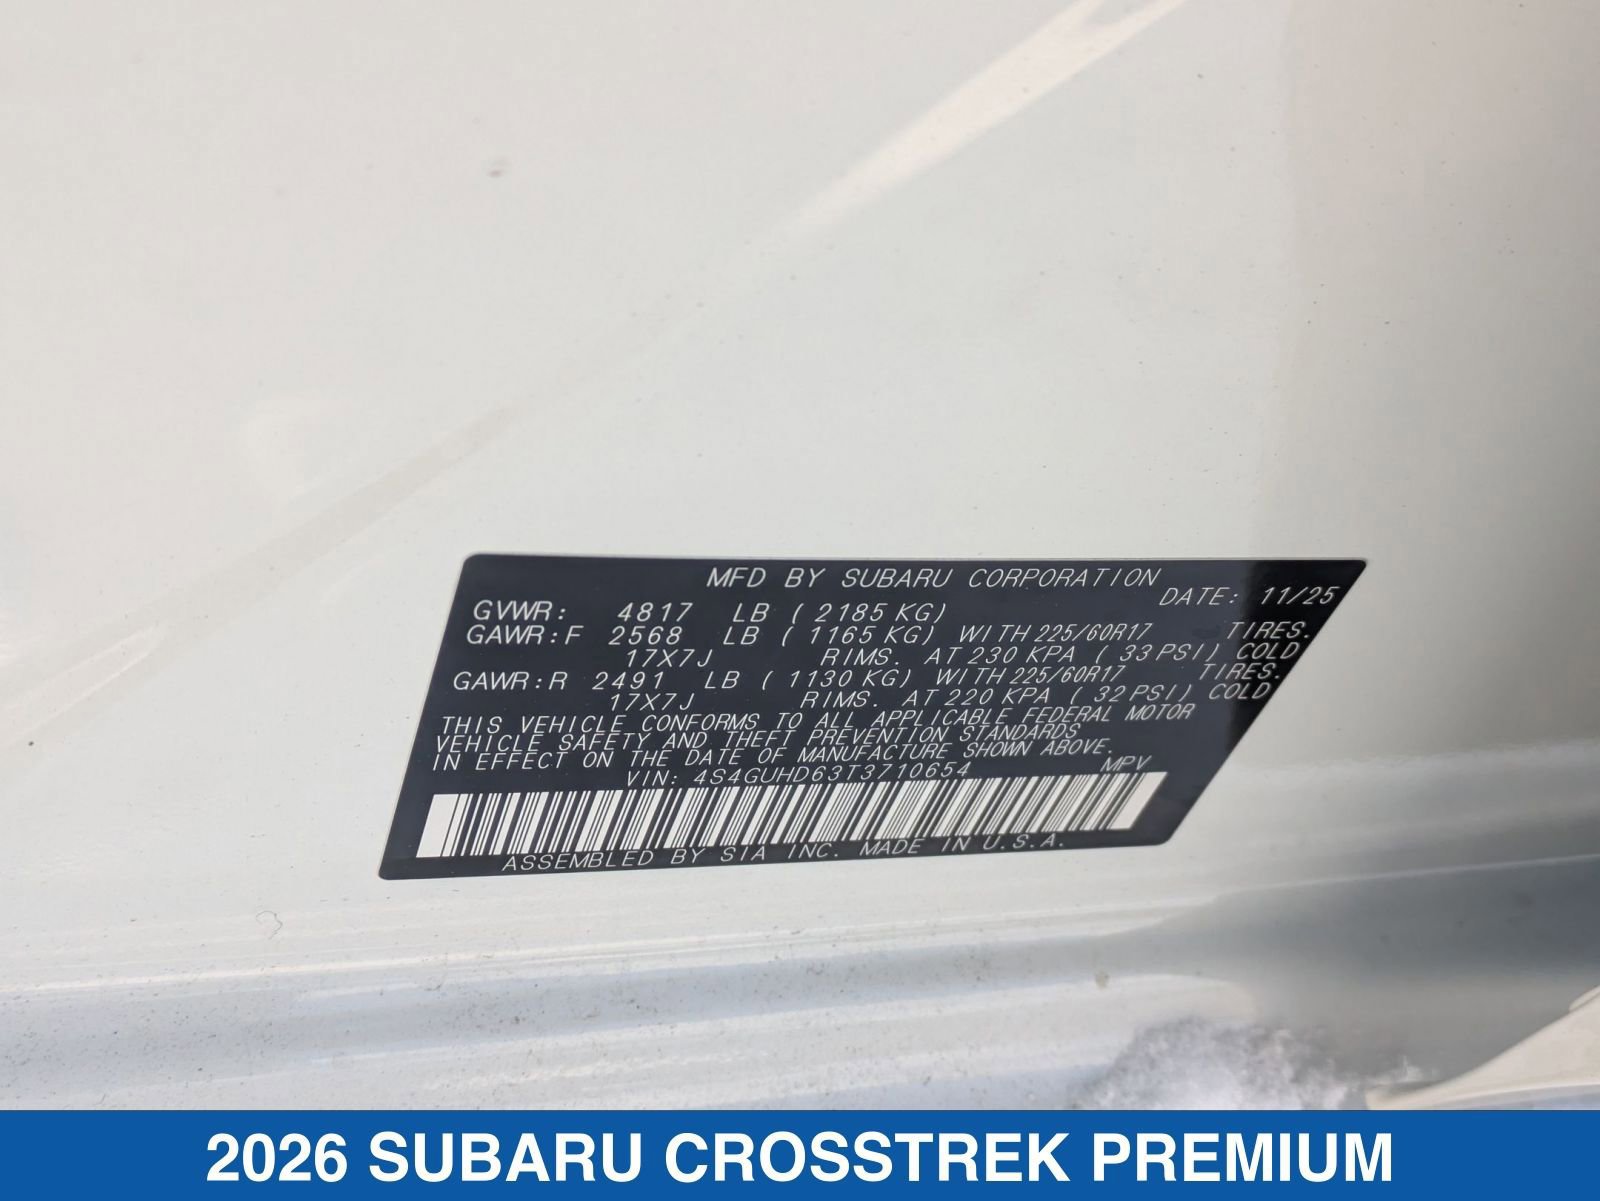 MFD BY SUBARU CORPORATION
DATE: 11/25
GVWR: 4817 LB ( 2185 KG)
GAWR:F 2568 LB ( 1165 KG) WITH 225/60R17 TIRES.
17X7J RIMS. AT 230 KPA ( 33 PSI) COLD
GAWR:R 2491 LB ( 1130 KG) WITH 225/60R17 TIRES.
17X7J RIMS. AT 220 KPA ( 32 PSI) COLD
THIS VEHICLE CONFORMS TO ALL APPLICABLE FEDERAL MOTOR
VEHICLE SAFETY AND THEFT PREVENTION STANDARDS
IN EFFECT ON THE DATE OF MANUFACTURE SHOWN ABOVE.
VIN: 4S4GUHD63T3710654 MPV
ASSEMBLED BY SIA INC. MADE IN U.S.A.
2026 SUBARU CROSSTREK PREMIUM